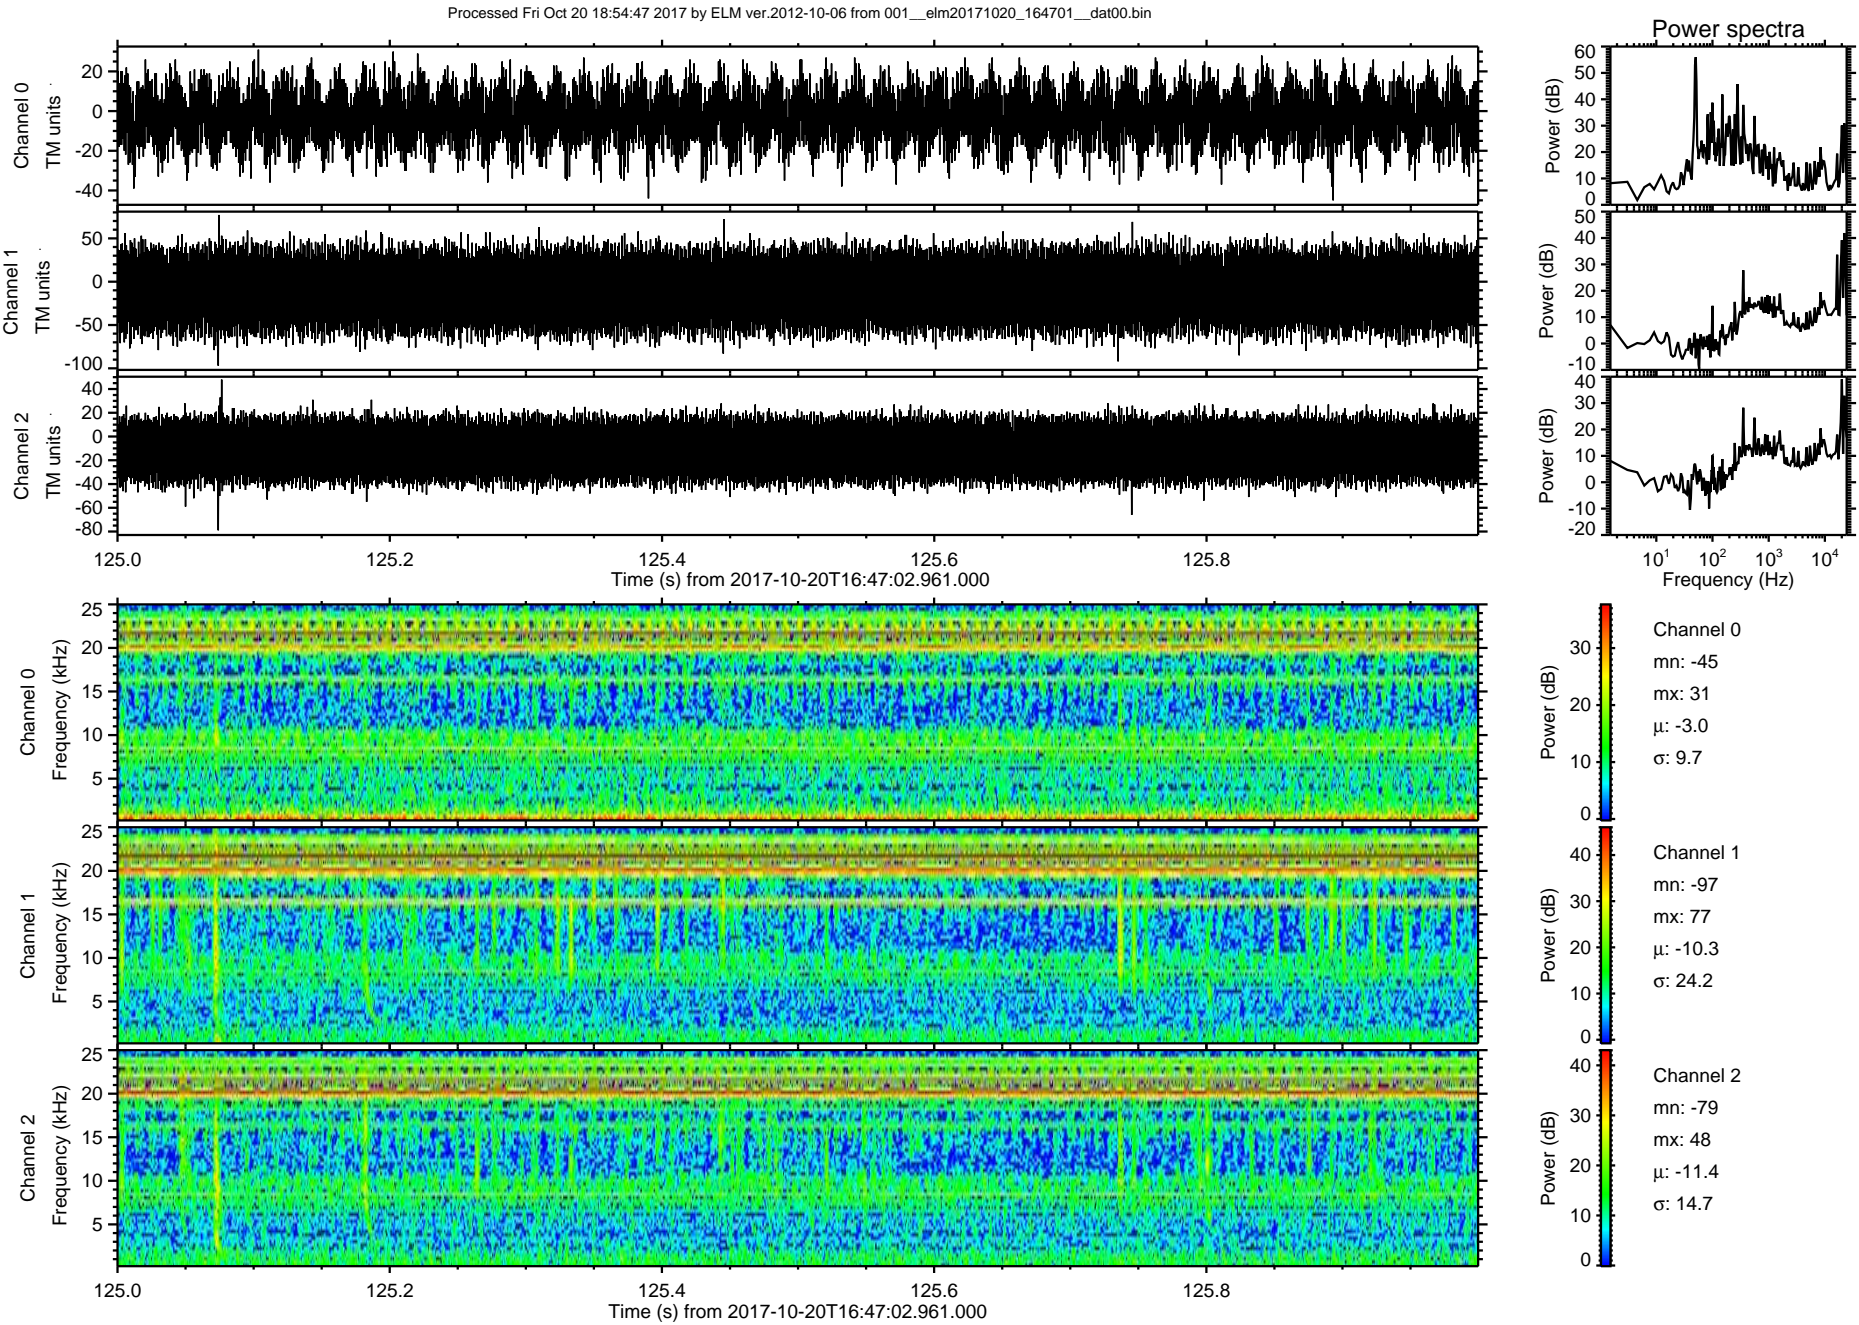 Processed Fri Oct 20 18:54:47 2017 by ELM ver.2012-10-06 from 001__elm20171020_164701__dat00.bin
Power spectra
Channel 0
TM units
20
0
-20
-40
Power (dB)
60
50
40
30
20
10
0
Channel 1
TM units
50
0
-50
-100
Power (dB)
50
40
30
20
10
0
-10
Channel 2
TM units
40
20
0
-20
-40
-60
-80
Power (dB)
40
30
20
10
0
-10
-20
125.0 125.2 125.4 125.6 125.8
Time (s) from 2017-10-20T16:47:02.961.000
10^1 10^2 10^3 10^4
Frequency (Hz)
Channel 0
Frequency (kHz)
25
20
15
10
5
Power (dB)
30
20
10
0
Channel 0
mn: -45
mx: 31
μ: -3.0
σ: 9.7
Channel 1
Frequency (kHz)
25
20
15
10
5
Power (dB)
40
30
20
10
0
Channel 1
mn: -97
mx: 77
μ: -10.3
σ: 24.2
Channel 2
Frequency (kHz)
25
20
15
10
5
Power (dB)
40
30
20
10
0
Channel 2
mn: -79
mx: 48
μ: -11.4
σ: 14.7
125.0 125.2 125.4 125.6 125.8
Time (s) from 2017-10-20T16:47:02.961.000